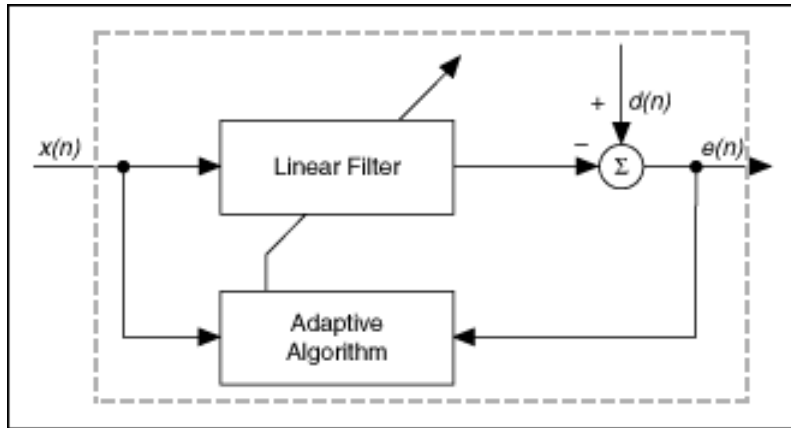 +
d(n)
x(n)
Linear Filter
−
Σ
e(n)
Adaptive
Algorithm